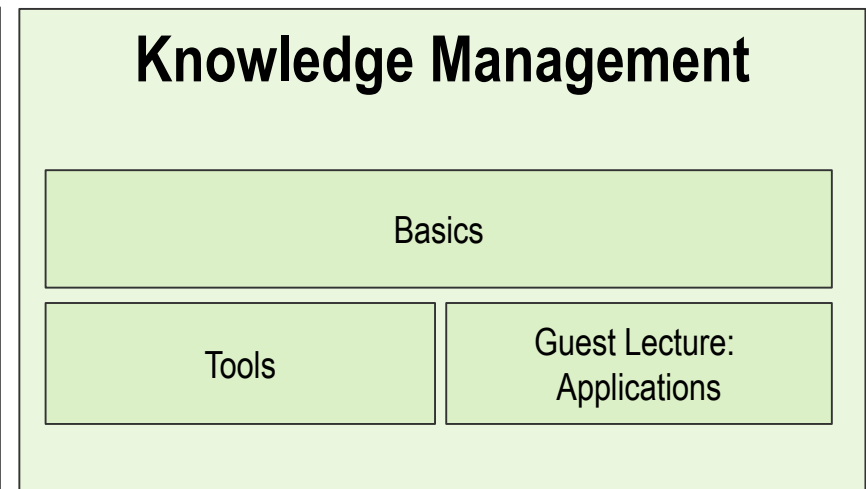 Knowledge Management
Basics
Tools
Guest Lecture:
Applications